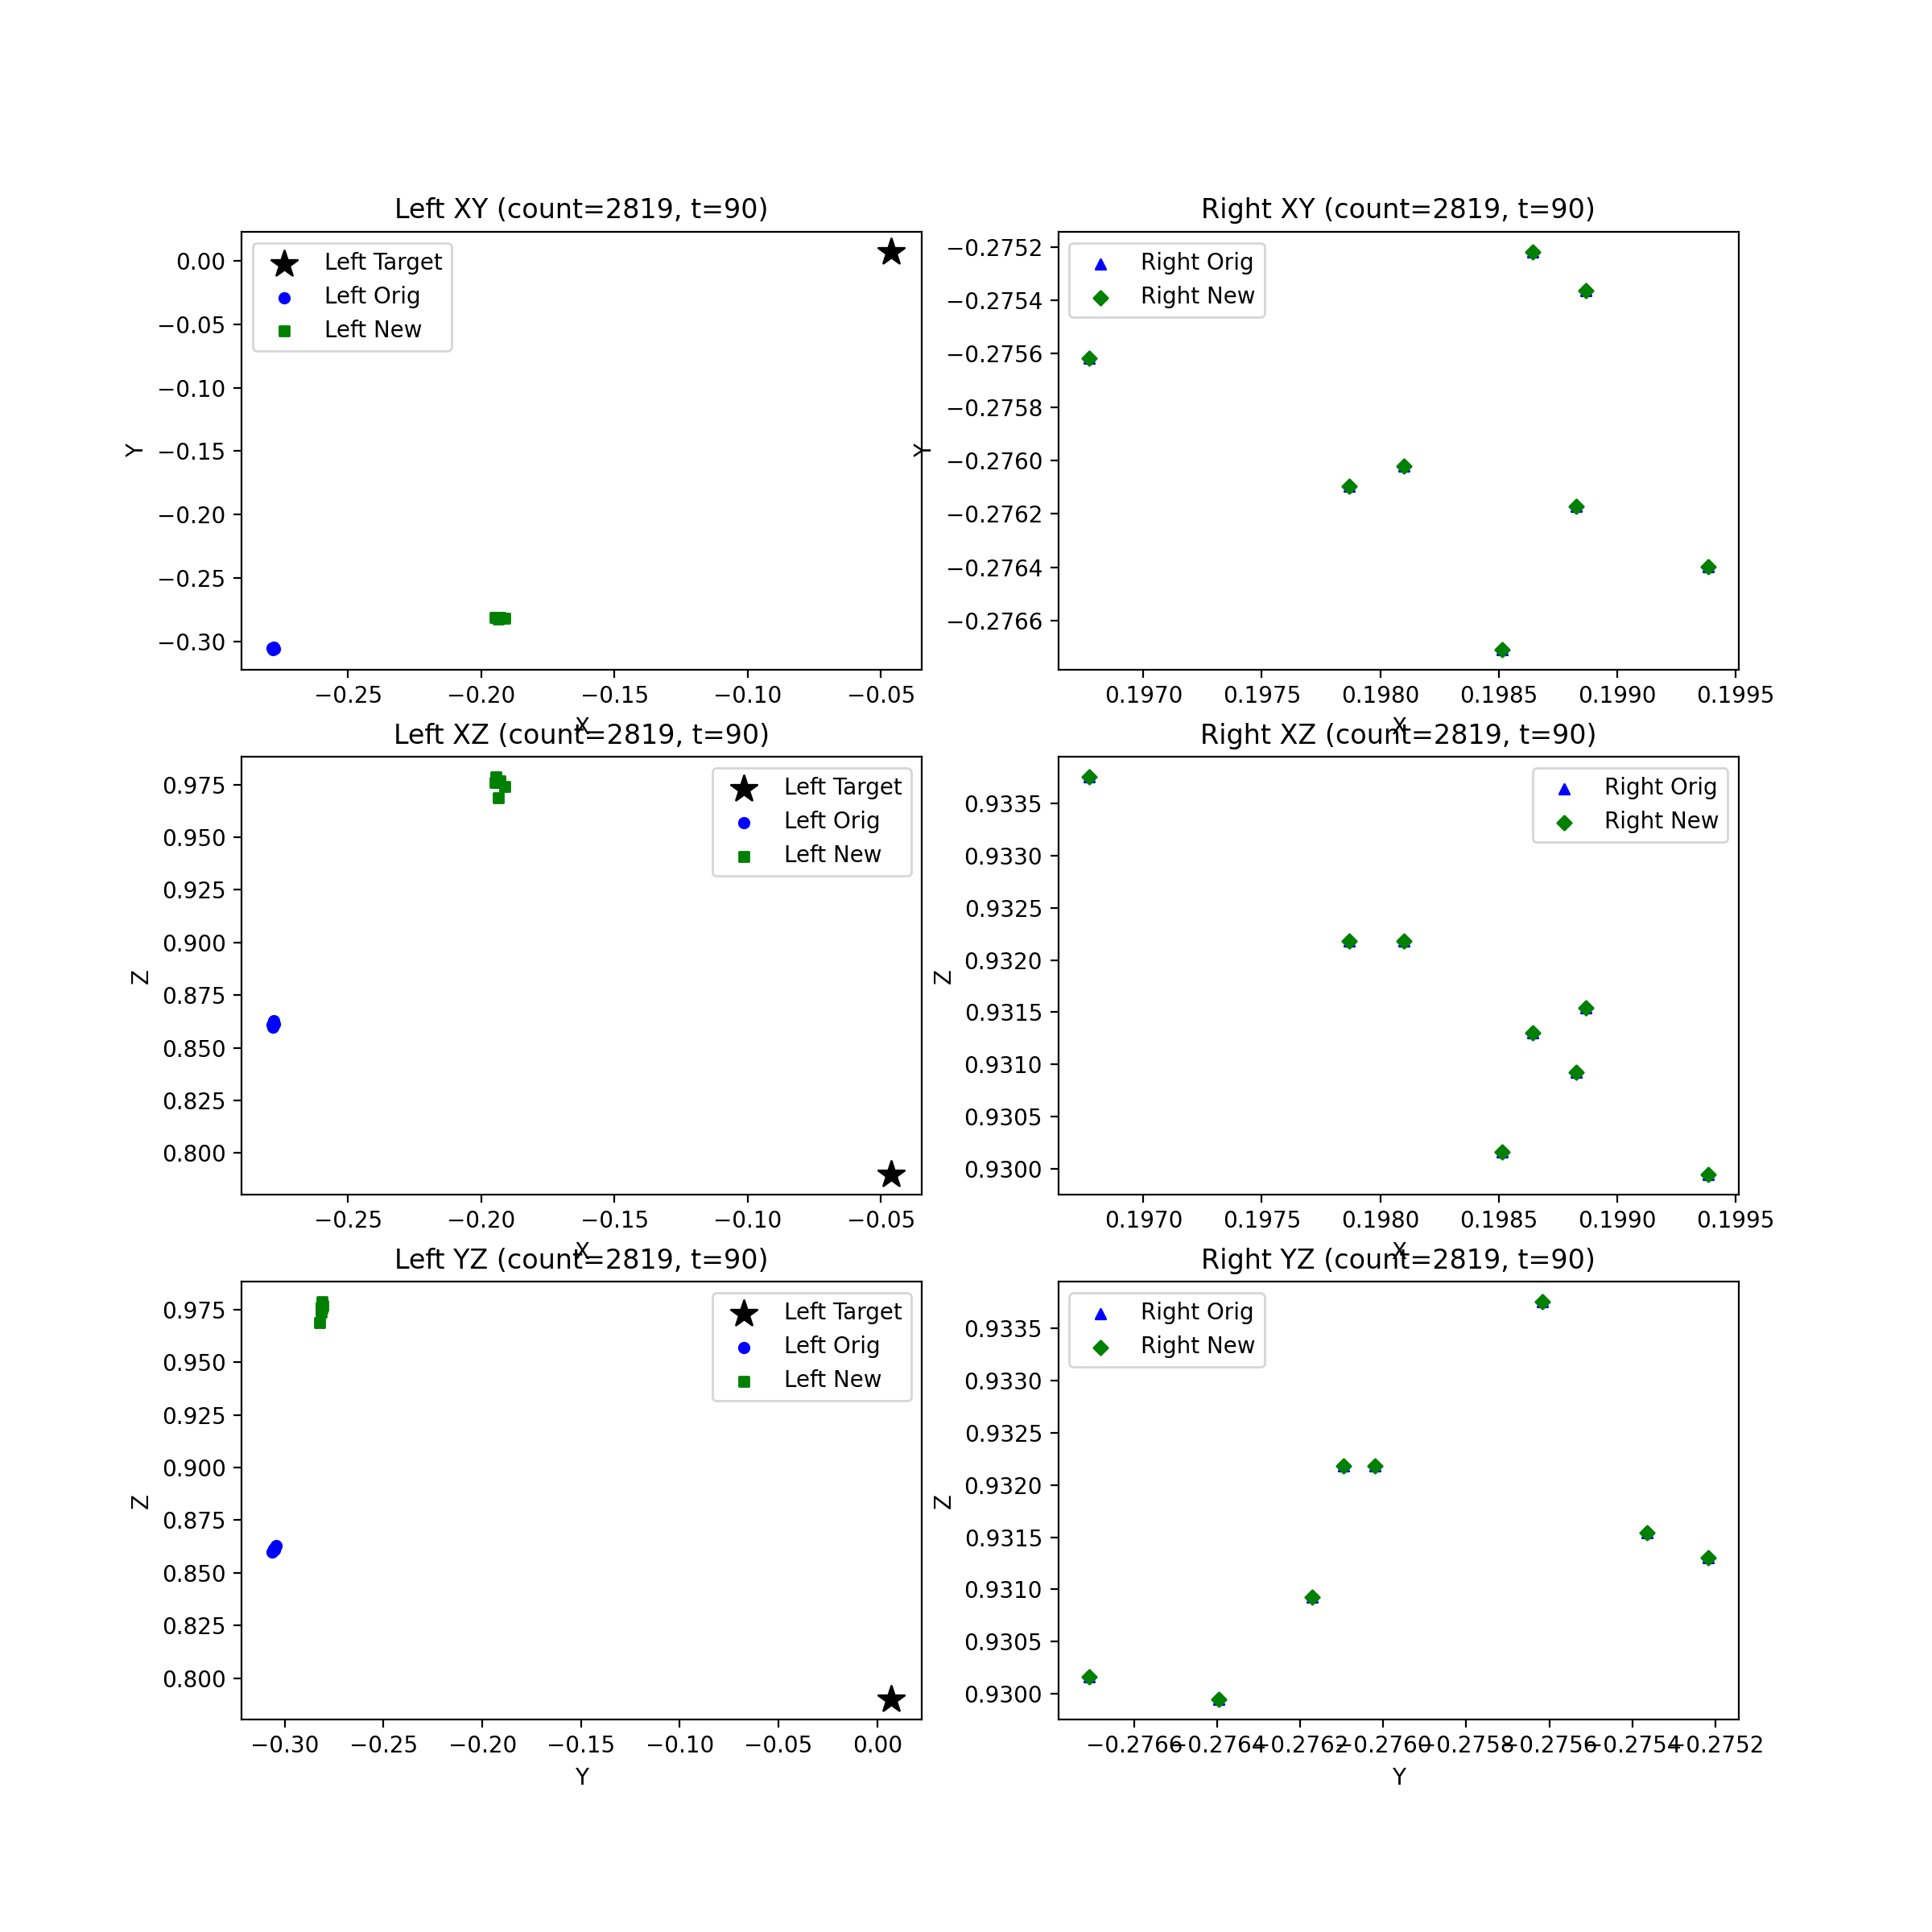 Left XY (count=2819, t=90)
Left Target
Left Orig
Left New
0.00
−0.05
−0.10
−0.15
−0.20
−0.25
−0.30
Y
−0.25 −0.20 −0.15 −0.10 −0.05
X
Right XY (count=2819, t=90)
Right Orig
Right New
−0.2752
−0.2754
−0.2756
−0.2758
−0.2760
−0.2762
−0.2764
−0.2766
Y
0.1970 0.1975 0.1980 0.1985 0.1990 0.1995
X
Left XZ (count=2819, t=90)
Left Target
Left Orig
Left New
0.975
0.950
0.925
0.900
0.875
0.850
0.825
0.800
Z
−0.25 −0.20 −0.15 −0.10 −0.05
X
Right XZ (count=2819, t=90)
Right Orig
Right New
0.9335
0.9330
0.9325
0.9320
0.9315
0.9310
0.9305
0.9300
Z
0.1970 0.1975 0.1980 0.1985 0.1990 0.1995
X
Left YZ (count=2819, t=90)
Left Target
Left Orig
Left New
0.975
0.950
0.925
0.900
0.875
0.850
0.825
0.800
Z
−0.30 −0.25 −0.20 −0.15 −0.10 −0.05 0.00
Y
Right YZ (count=2819, t=90)
Right Orig
Right New
0.9335
0.9330
0.9325
0.9320
0.9315
0.9310
0.9305
0.9300
Z
−0.2766 −0.2764 −0.2762 −0.2760 −0.2758 −0.2756 −0.2754 −0.2752
Y